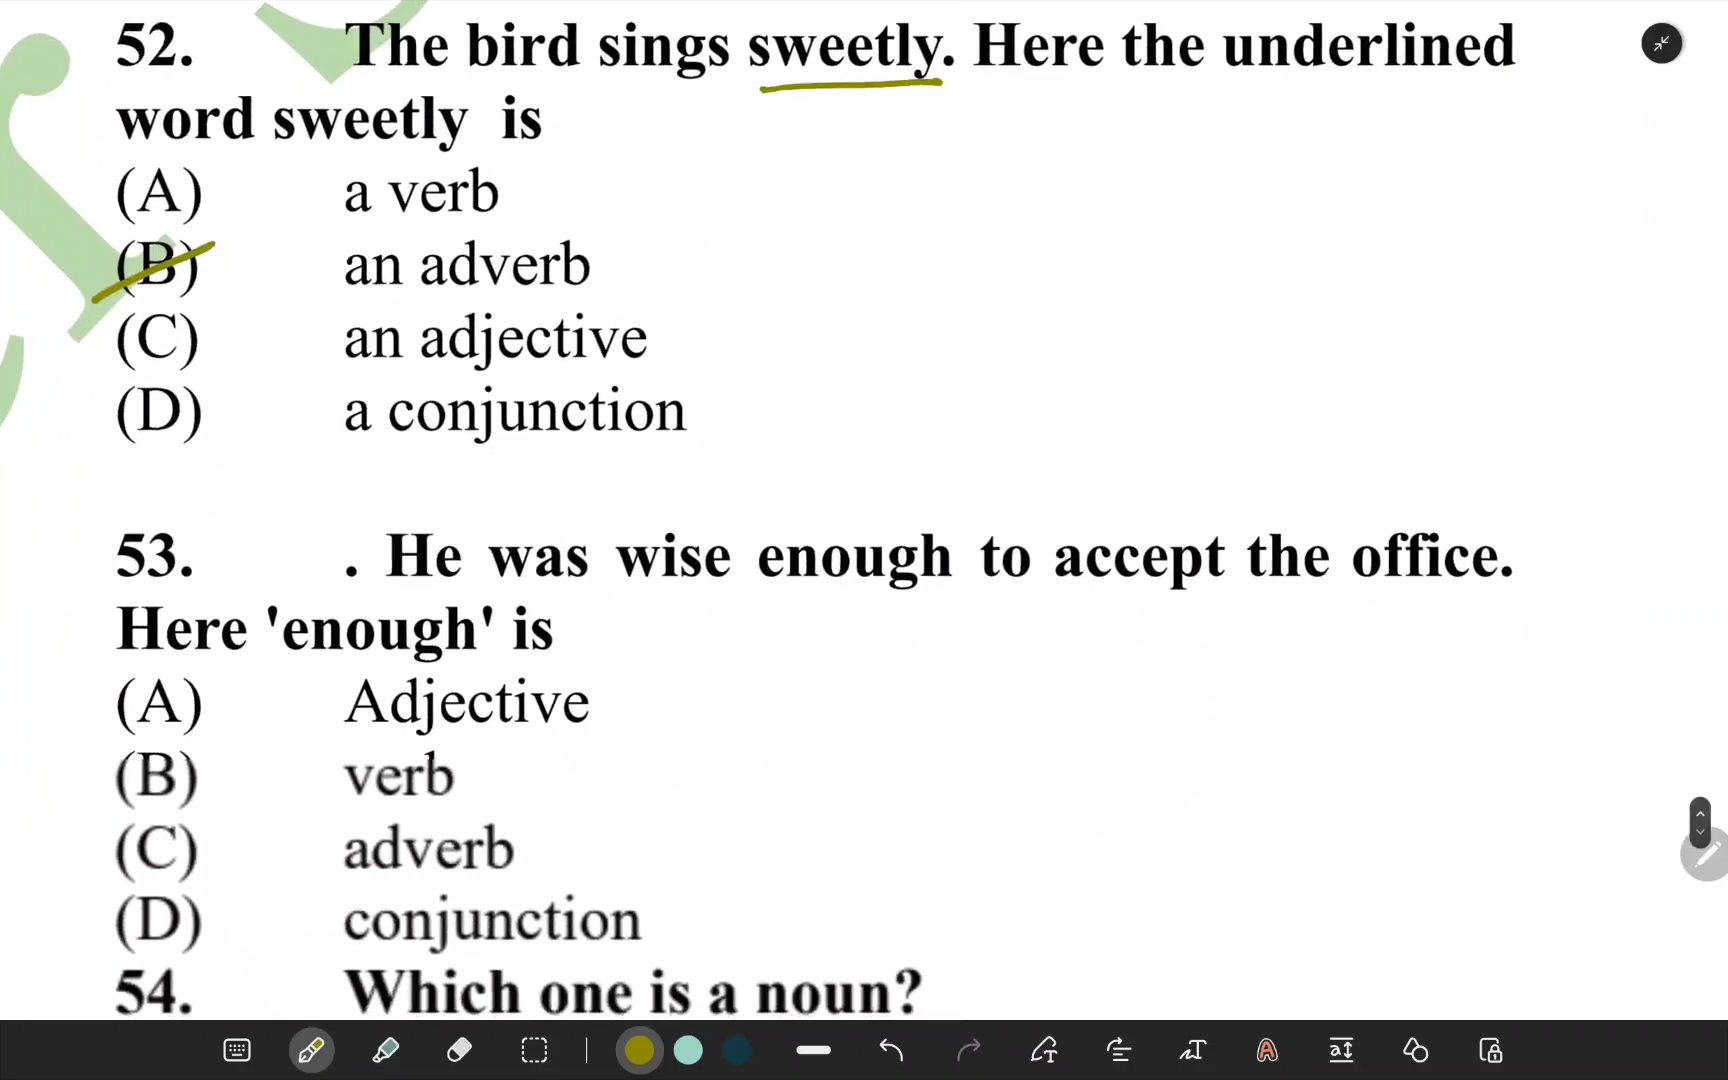 52. The bird sings sweetly. Here the underlined
word sweetly is
(A) a verb
(B) an adverb
(C) an adjective
(D) a conjunction
53. . He was wise enough to accept the office.
Here 'enough' is
(A) Adjective
(B) verb
(C) adverb
(D) conjunction
54. Which one is a noun?